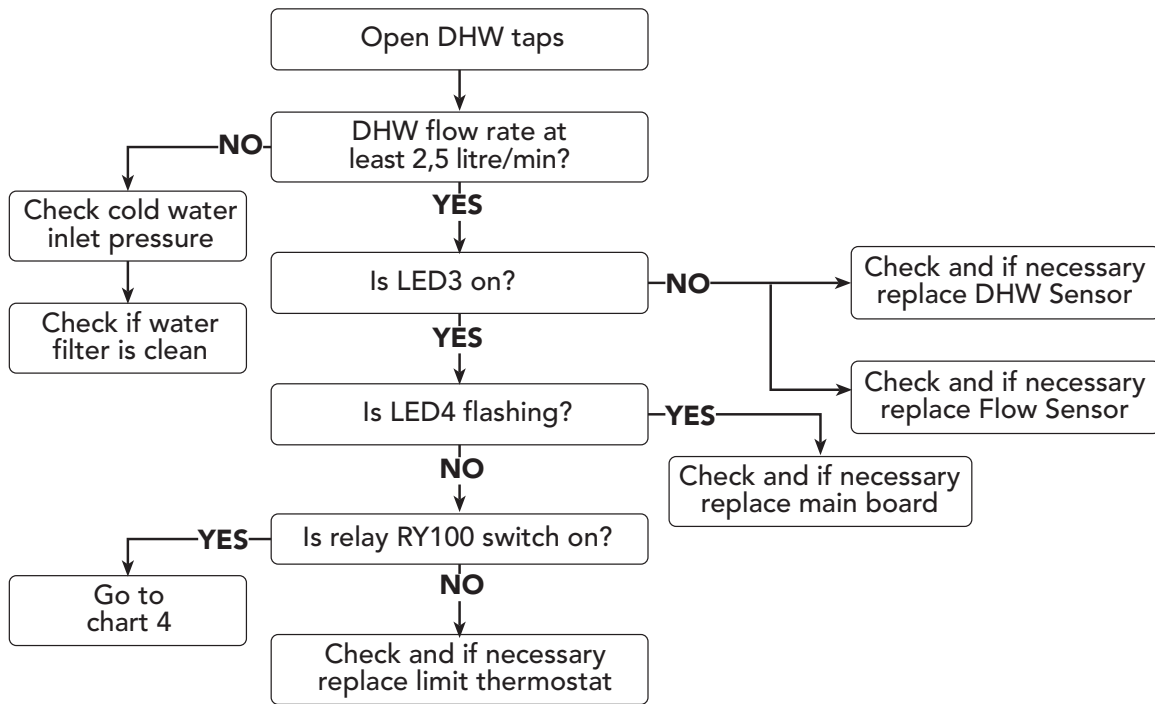 Open DHW taps
DHW flow rate at
least 2,5 litre/min?
NO
Check cold water
inlet pressure
Check if water
filter is clean
YES
Is LED3 on?
NO
Check and if necessary
replace DHW Sensor
Check and if necessary
replace Flow Sensor
YES
Is LED4 flashing?
YES
Check and if necessary
replace main board
NO
Is relay RY100 switch on?
YES
Go to
chart 4
NO
Check and if necessary
replace limit thermostat